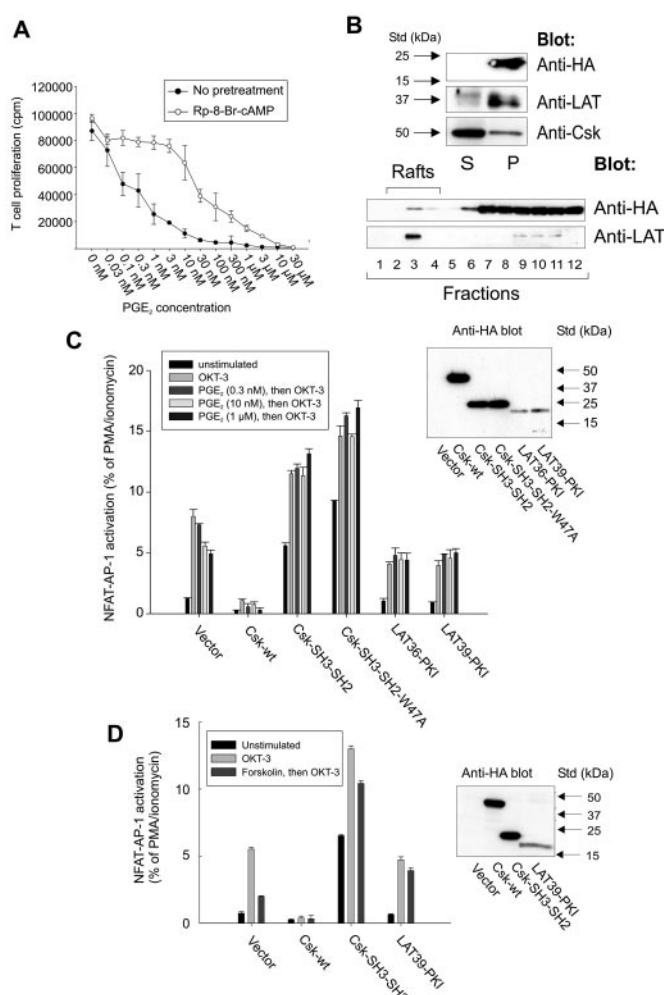 A
T cell proliferation (cpm)
120000
100000
80000
60000
40000
20000
No pretreatment
Rp-8-Br-cAMP
0 nM
0.03 nM
0.1 nM
0.3 nM
1 nM
3 nM
10 nM
30 nM
100 nM
300 nM
1 µM
3 µM
10 µM
30 µM
PGE₂ concentration
B
Std (kDa)
Blot:
25
15
Anti-HA
37
Anti-LAT
50
Anti-Csk
S P
Rafts
Blot:
Anti-HA
Anti-LAT
1 2 3 4 5 6 7 8 9 10 11 12
Fractions
C
NFAT-AP-1 activation (% of PMA/ionomycin)
20
15
10
5
0
unstimulated
OKT-3
PGE₂ (0.3 nM), then OKT-3
PGE₂ (10 nM), then OKT-3
PGE₂ (1 µM), then OKT-3
Vector
Csk-wt
Csk-SH3-SH2
Csk-SH3-SH2-W47A
LAT36-PKI
LAT39-PKI
Anti-HA blot
Std (kDa)
50
37
25
15
Vector
Csk-wt
Csk-SH3-SH2
Csk-SH3-SH2-W47A
LAT36-PKI
LAT39-PKI
D
NFAT-AP-1 activation
(% of PMA/ionomycin)
15
10
5
0
Unstimulated
OKT-3
Forskolin, then OKT-3
Vector
Csk-wt
Csk-SH3-SH2
LAT39-PKI
Anti-HA blot
Std (kDa)
50
37
25
15
Vector
Csk-wt
Csk-SH3-SH2
LAT39-PKI